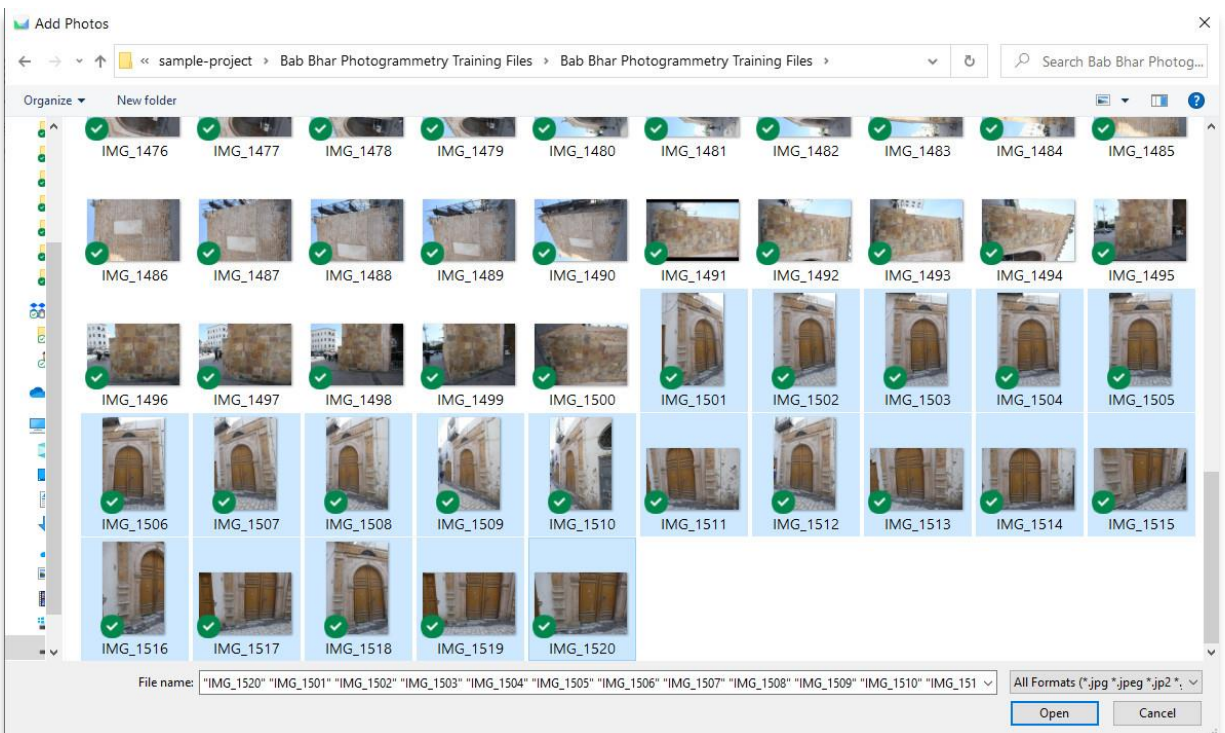 Add Photos
« sample-project › Bab Bhar Photogrammetry Training Files › Bab Bhar Photogrammetry Training Files ›
Search Bab Bhar Photog...
Organize
New folder
IMG_1476 IMG_1477 IMG_1478 IMG_1479 IMG_1480 IMG_1481 IMG_1482 IMG_1483 IMG_1484 IMG_1485
IMG_1486 IMG_1487 IMG_1488 IMG_1489 IMG_1490 IMG_1491 IMG_1492 IMG_1493 IMG_1494 IMG_1495
IMG_1496 IMG_1497 IMG_1498 IMG_1499 IMG_1500 IMG_1501 IMG_1502 IMG_1503 IMG_1504 IMG_1505
IMG_1506 IMG_1507 IMG_1508 IMG_1509 IMG_1510 IMG_1511 IMG_1512 IMG_1513 IMG_1514 IMG_1515
IMG_1516 IMG_1517 IMG_1518 IMG_1519 IMG_1520
File name: "IMG_1520" "IMG_1501" "IMG_1502" "IMG_1503" "IMG_1504" "IMG_1505" "IMG_1506" "IMG_1507" "IMG_1508" "IMG_1509" "IMG_1510" "IMG_151
All Formats (*.jpg *.jpeg *.jp2 *.
Open
Cancel